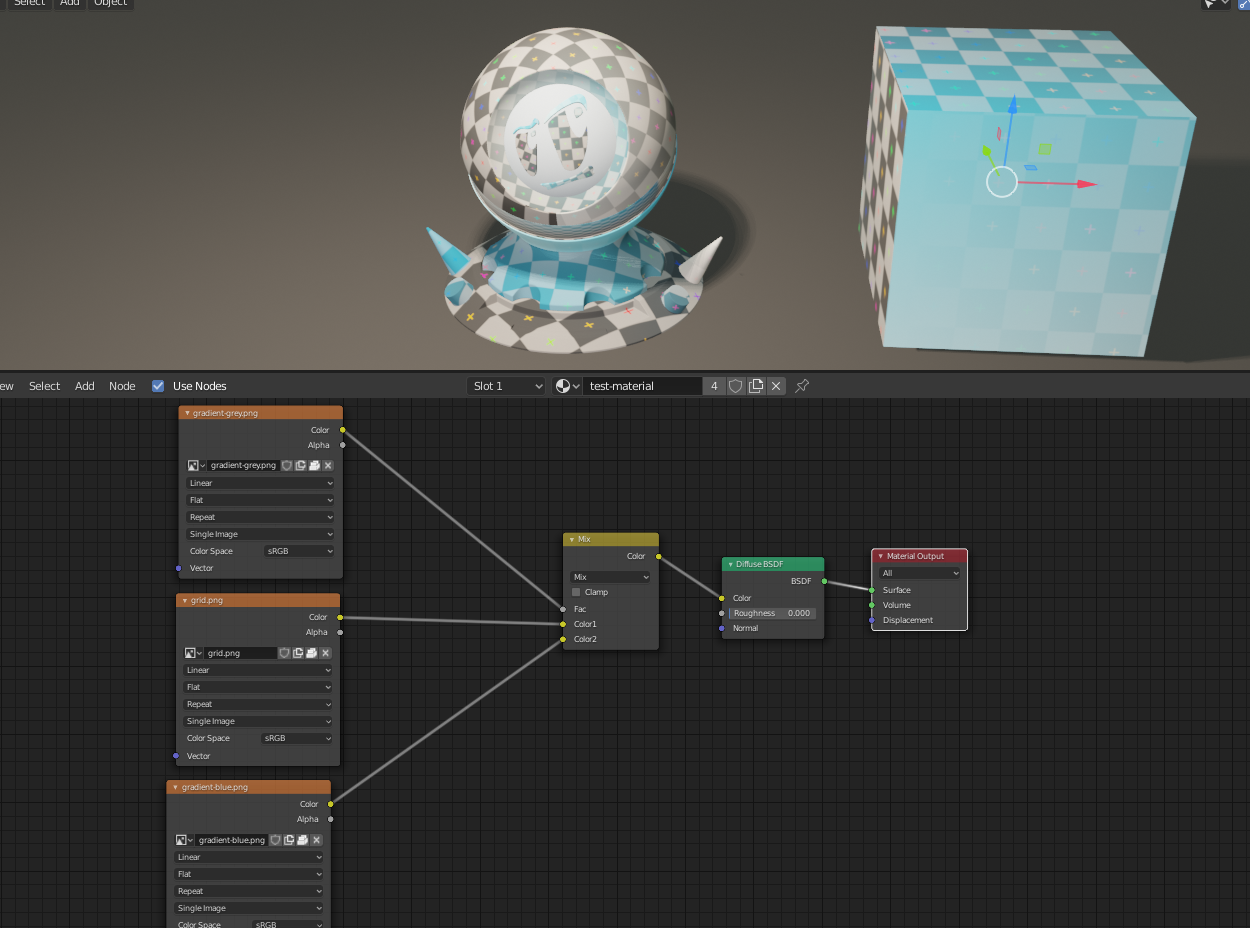 Select Add Object
ew Select Add Node Use Nodes Slot 1 test-material 4
gradient-grey.png
Color
Alpha
gradient-grey.png
Linear
Flat
Repeat
Single Image
Color Space sRGB
Vector
grid.png
Color
Alpha
grid.png
Linear
Flat
Repeat
Single Image
Color Space sRGB
Vector
gradient-blue.png
Color
Alpha
gradient-blue.png
Linear
Flat
Repeat
Single Image
Color Space sRGB
Mix
Color
Mix
Clamp
Fac
Color1
Color2
Diffuse BSDF
BSDF
Color
Roughness 0.000
Normal
Material Output
All
Surface
Volume
Displacement